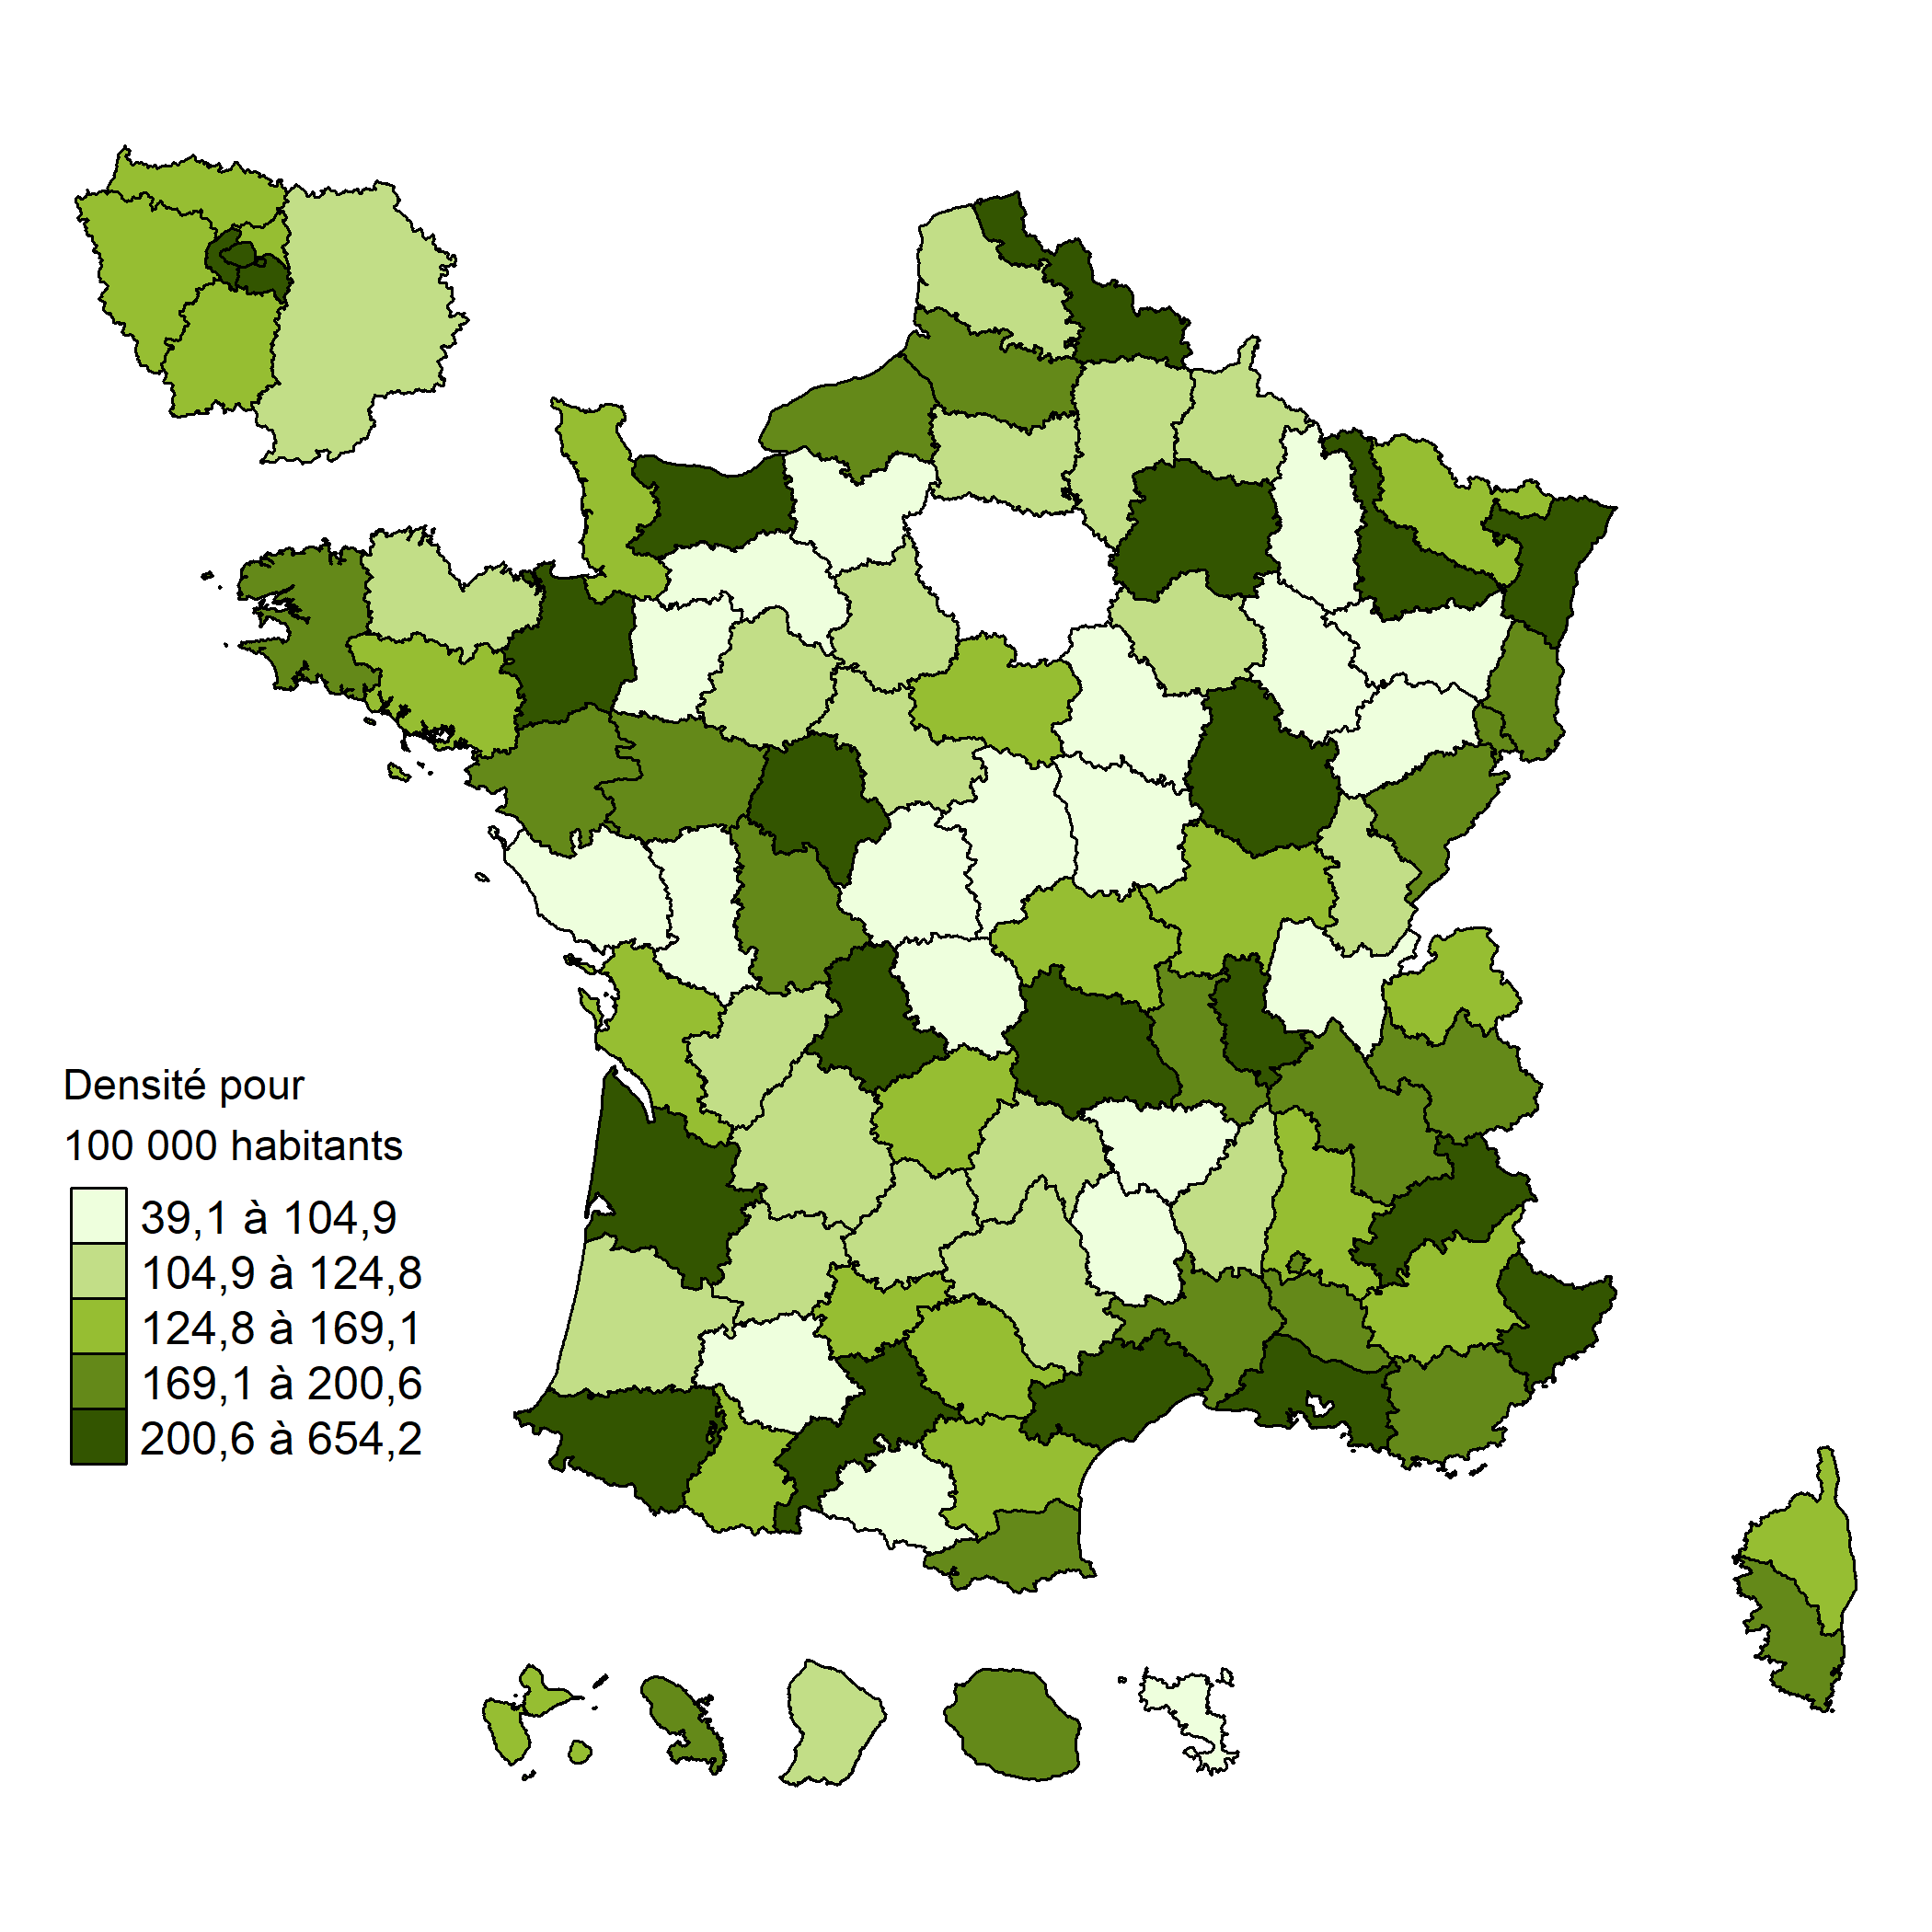 Densité pour
100 000 habitants
39,1 à 104,9
104,9 à 124,8
124,8 à 169,1
169,1 à 200,6
200,6 à 654,2